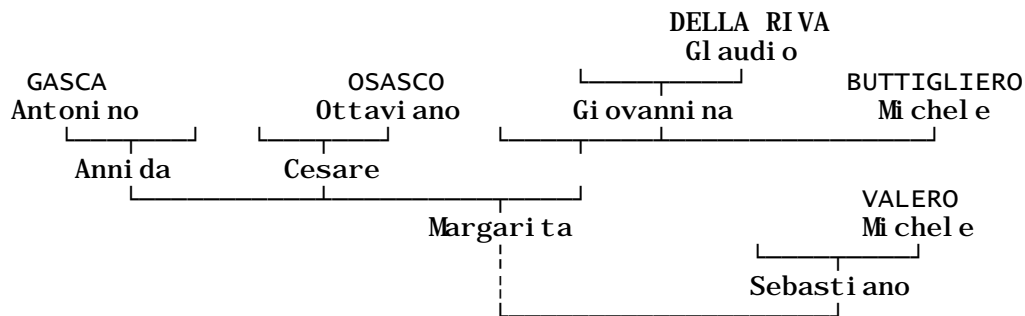 DELLA RIVA
Glaudio
GASCA OSASCO BUTTIGLIERO
Antonino Ottaviano Giovannina Michele
Annida Cesare
VALERO
Margarita Michele
Sebastiano